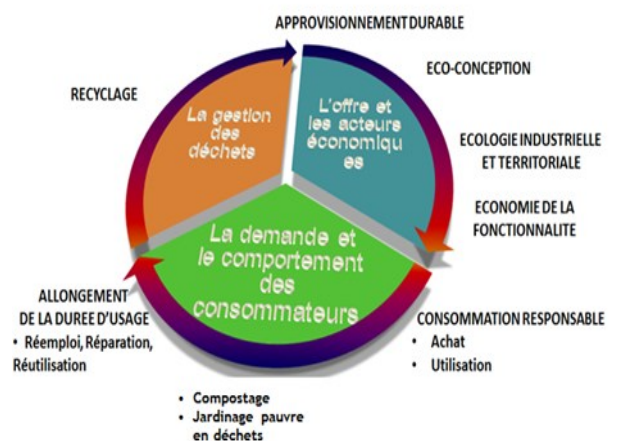 APPROVISIONNEMENT DURABLE
ECO-CONCEPTION
RECYCLAGE
La gestion
des
déchets
L'offre et
les acteurs
économiqu
es
ECOLOGIE INDUSTRIELLE
ET TERRITORIALE
ECONOMIE DE LA
FONCTIONNALITE
La demande et
le comportement
des
consommateurs
ALLONGEMENT
DE LA DUREE D'USAGE
• Réemploi, Réparation,
Réutilisation
CONSOMMATION RESPONSABLE
• Achat
• Utilisation
• Compostage
• Jardinage pauvre
en déchets